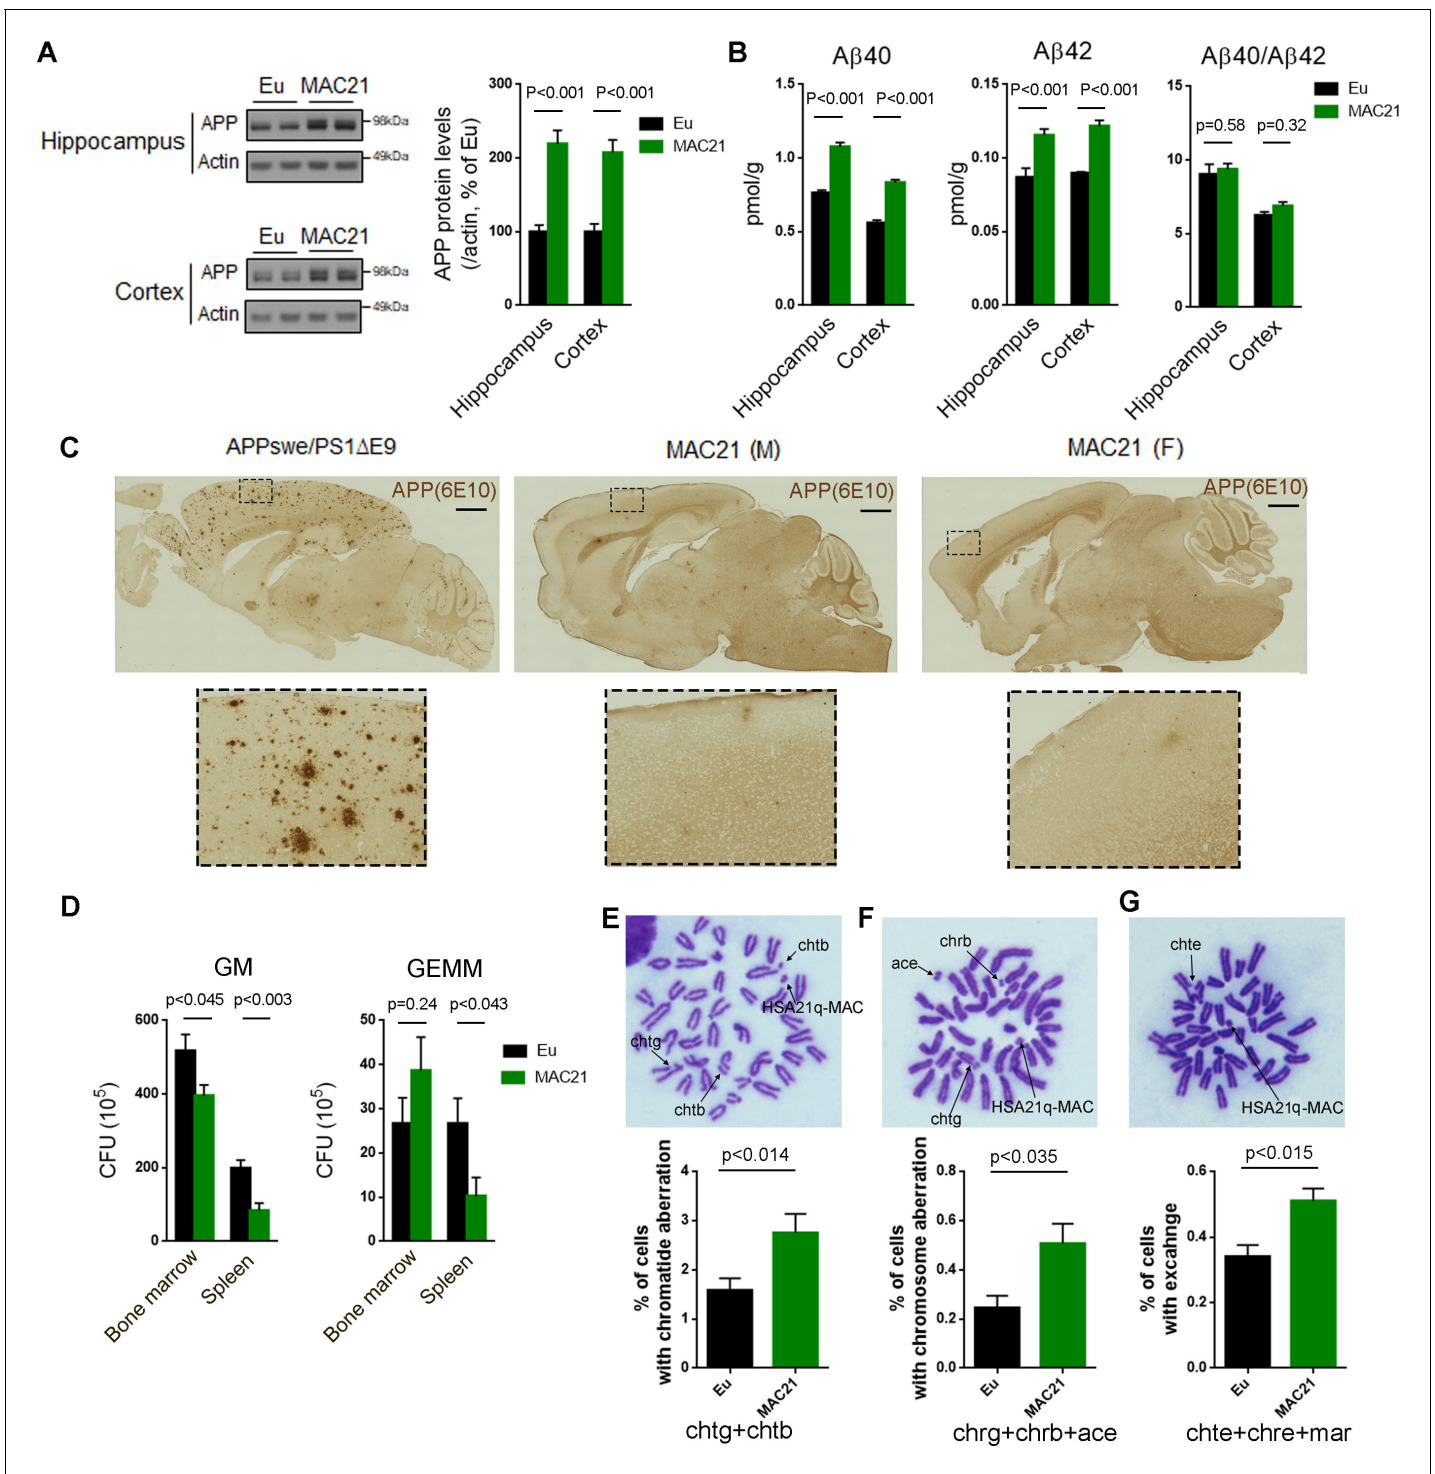 A
Eu MAC21
Hippocampus
APP
98kDa
Actin
49kDa
Eu MAC21
Cortex
APP
98kDa
Actin
49kDa
APP protein levels
(/actin, % of Eu)
300
200
100
0
P<0.001 P<0.001
Eu
MAC21
Hippocampus
Cortex
B
Aβ40
pmol/g
1.5
1.0
0.5
0.0
P<0.001 P<0.001
Hippocampus
Cortex
Aβ42
pmol/g
0.15
0.10
0.05
0.00
P<0.001 P<0.001
Hippocampus
Cortex
Aβ40/Aβ42
15
10
5
0
p=0.58 p=0.32
Eu
MAC21
Hippocampus
Cortex
C
APPswe/PS1ΔE9
APP(6E10)
MAC21 (M)
APP(6E10)
MAC21 (F)
APP(6E10)
D
GM
p<0.045 p<0.003
CFU (10⁵)
600
400
200
0
Bone marrow
Spleen
GEMM
p=0.24 p<0.043
CFU (10⁵)
50
40
30
20
10
0
Eu
MAC21
Bone marrow
Spleen
E
chtb
HSA21q-MAC
chtg
chtb
% of cells
with chromatide aberration
4
3
2
1
0
p<0.014
Eu
MAC21
chtg+chtb
F
chrb
ace
HSA21q-MAC
chtg
% of cells
with chromosome aberration
0.8
0.6
0.4
0.2
0.0
p<0.035
Eu
MAC21
chrg+chrb+ace
G
chte
HSA21q-MAC
% of cells
with excahnge
0.6
0.4
0.2
0.0
p<0.015
Eu
MAC21
chte+chre+mar